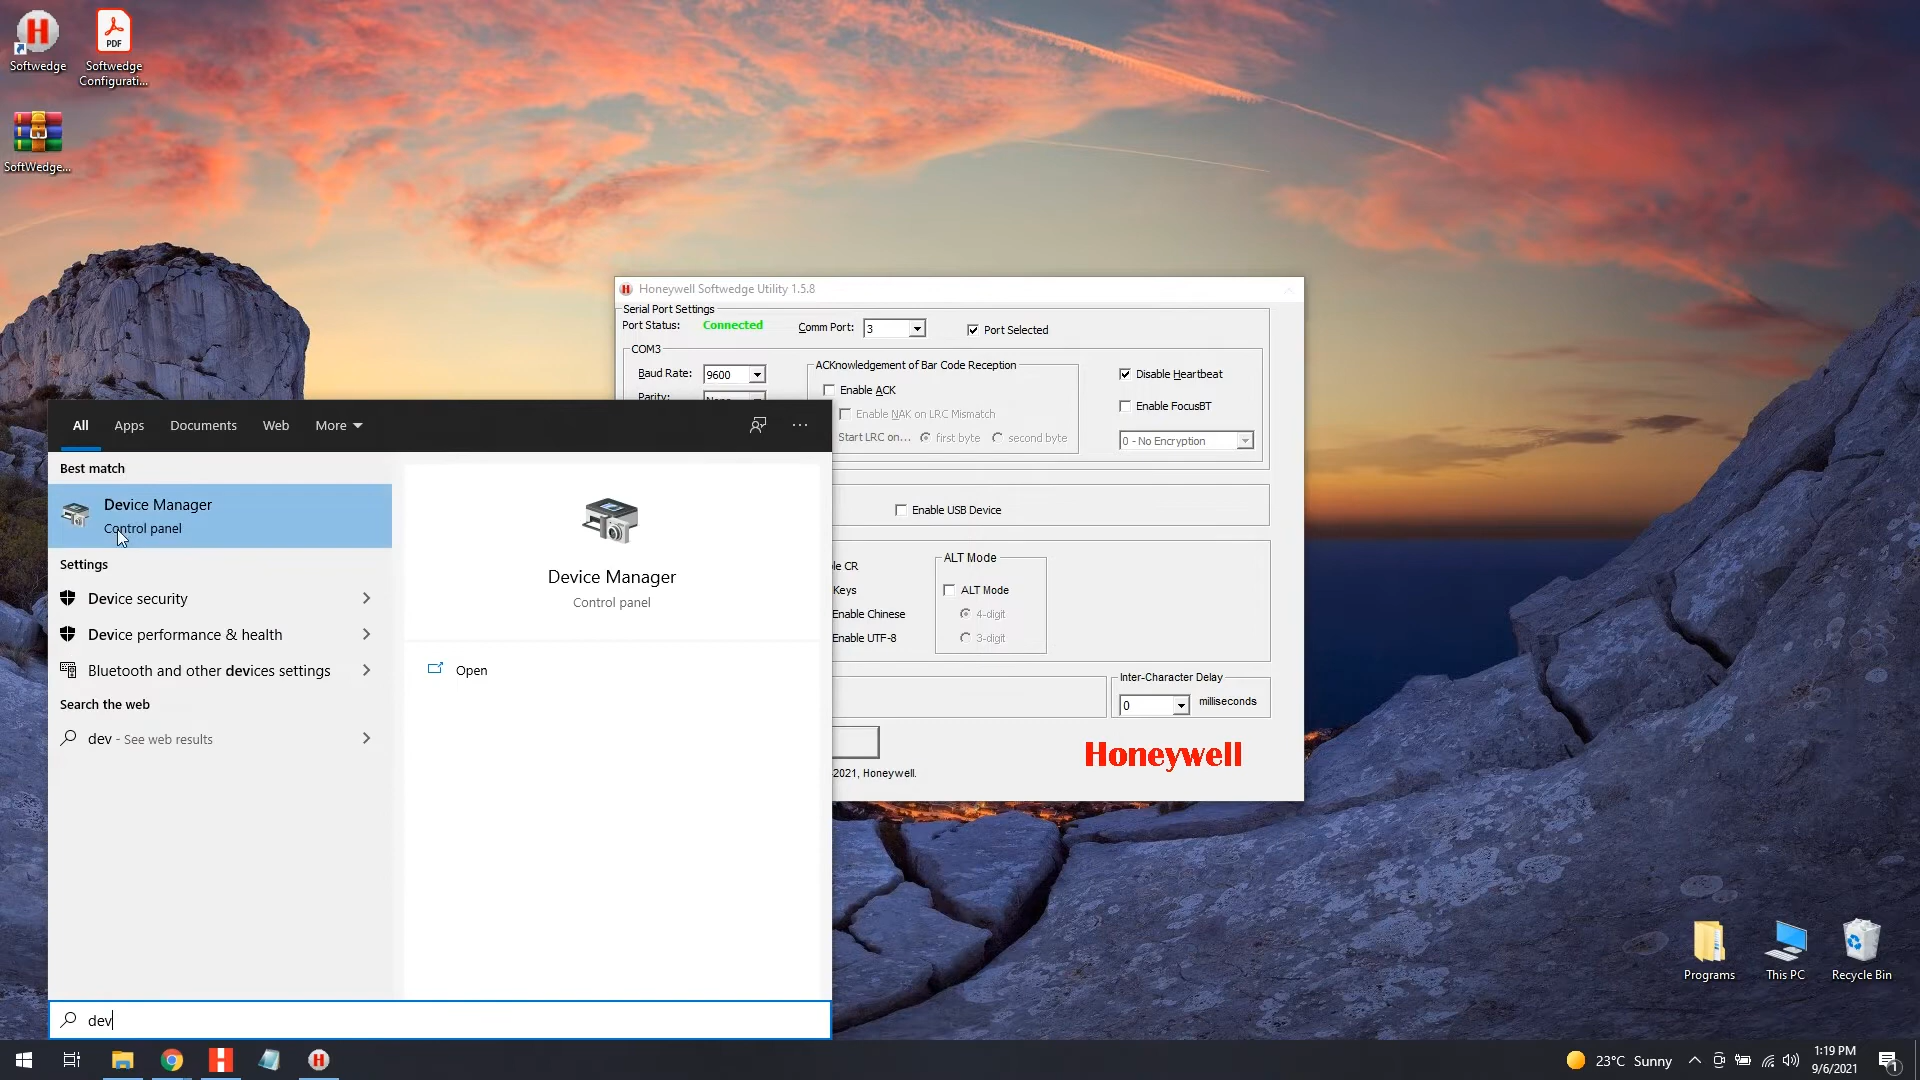 Softwedge
PDF
Softwedge
Configurati...
SoftWedge...
Honeywell Softwedge Utility 1.5.8
Serial Port Settings
Port Status: Connected Comm Port: 3 Port Selected
COM3
Baud Rate: 9600
Parity: None
ACKnowledgement of Bar Code Reception
Enable ACK
Enable NAK on LRC Mismatch
Start LRC on... first byte second byte
Disable Heartbeat
Enable FocusBT
0 - No Encryption
Enable USB Device
le CR
Keys
Enable Chinese
Enable UTF-8
ALT Mode
ALT Mode
4-digit
3-digit
Inter-Character Delay
0 milliseconds
Honeywell
2021, Honeywell.
All Apps Documents Web More
Best match
Device Manager
Control panel
Settings
Device security
Device performance & health
Bluetooth and other devices settings
Search the web
dev - See web results
Device Manager
Control panel
Open
dev
Programs
This PC
Recycle Bin
23°C Sunny
1:19 PM
9/6/2021
1